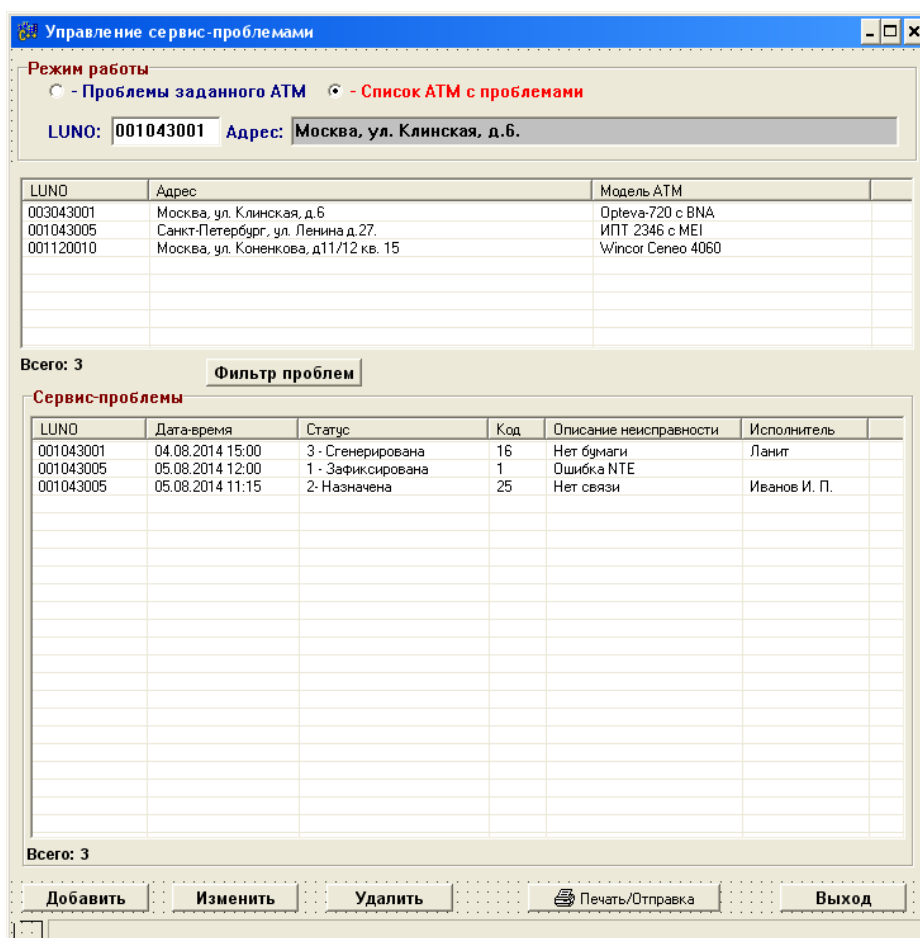 Управление сервис-проблемами
Режим работы
- Проблемы заданного АТМ - Список АТМ с проблемами
LUNO: 001043001 Адрес: Москва, ул. Клинская, д.6.
LUNO Адрес Модель АТМ
003043001 Москва, ул. Клинская, д.6 Opteva-720 с BNA
001043005 Санкт-Петербург, ул. Ленина д.27. ИПТ 2346 с MEI
001120010 Москва, ул. Коненкова, д11/12 кв. 15 Wincor Ceneo 4060
Всего: 3
Фильтр проблем
Сервис-проблемы
LUNO Дата-время Статус Код Описание неисправности Исполнитель
001043001 04.08.2014 15:00 3 - Сгенерирована 16 Нет бумаги Ланит
001043005 05.08.2014 12:00 1 - Зафиксирована 1 Ошибка NTE
001043005 05.08.2014 11:15 2- Назначена 25 Нет связи Иванов И. П.
Всего: 3
Добавить Изменить Удалить Печать/Отправка Выход